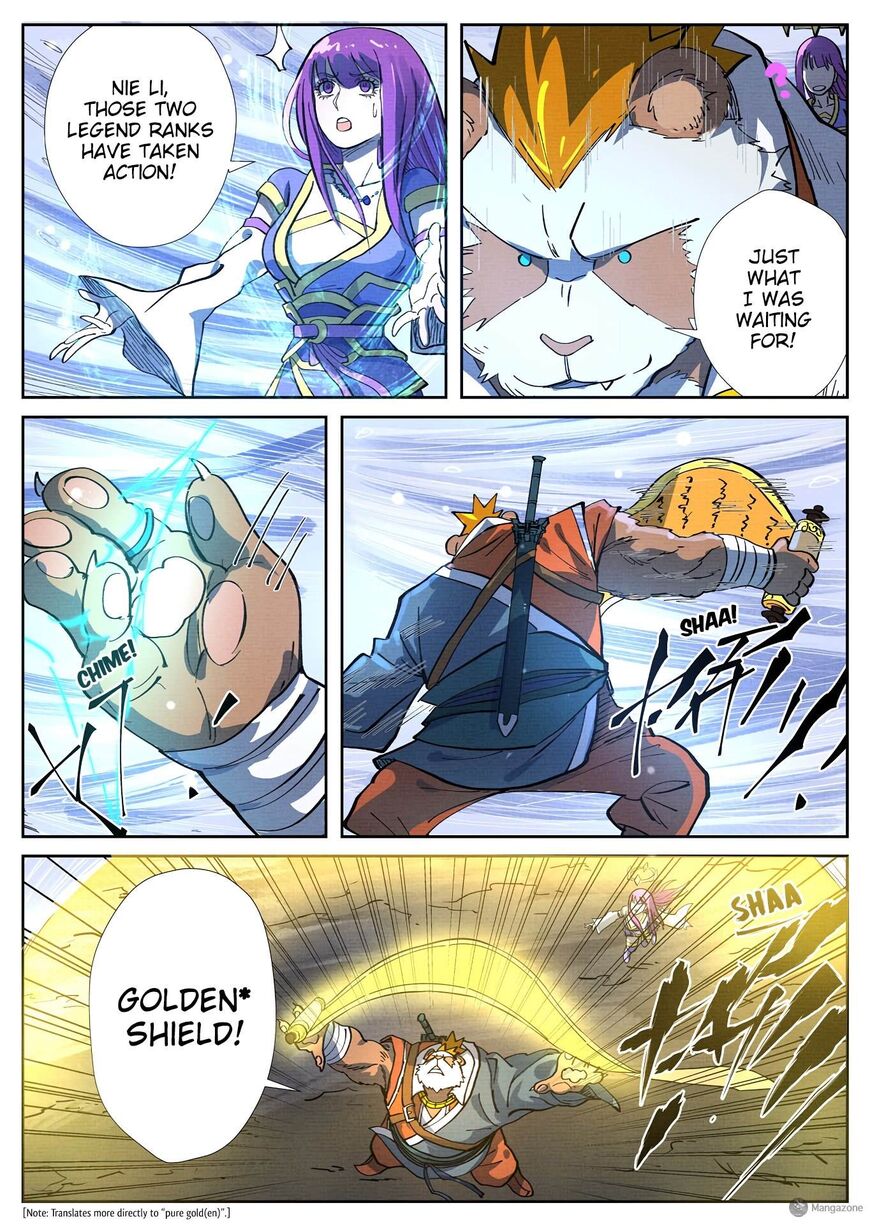 NIE LI,
THOSE TWO
LEGEND RANKS
HAVE TAKEN
ACTION!
?
JUST
WHAT
I WAS
WAITING
FOR!
CHIME!
SHAA!
GOLDEN*
SHIELD!
SHAA
[Note: Translates more directly to "pure gold(en)".]
Mangazone